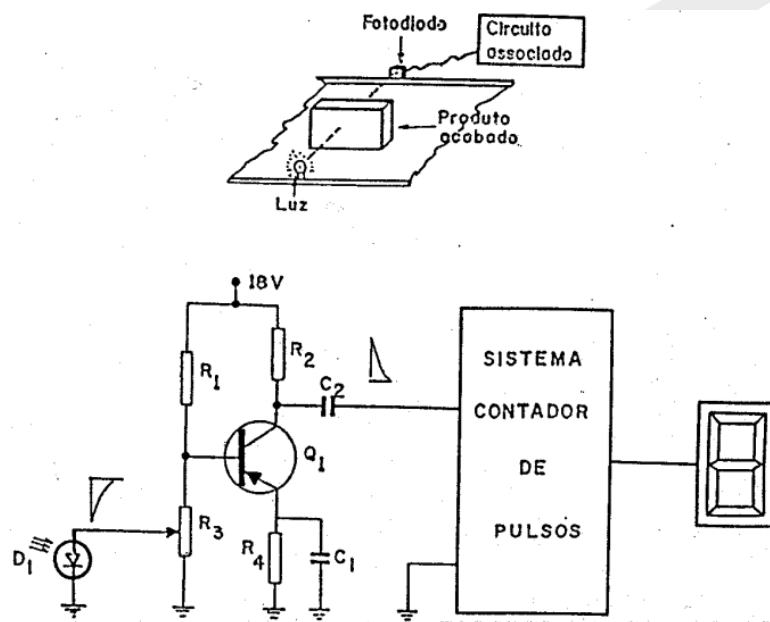 Fotodiodo
Circuito
associado
Produto
acabado
Luz
18V
R1
R2
C2
SISTEMA
CONTADOR
DE
PULSOS
Q1
R3
D1
R4
C1